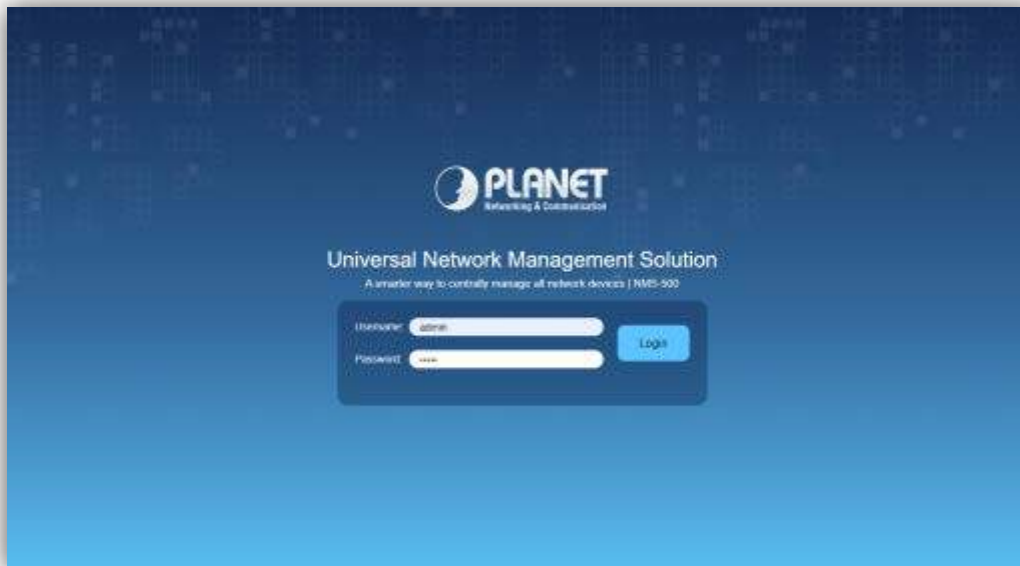 PLANET
Networking & Communication
Universal Network Management Solution
A smarter way to centrally manage all network devices | NMS-500
Username: admin
Login
Password: •••••